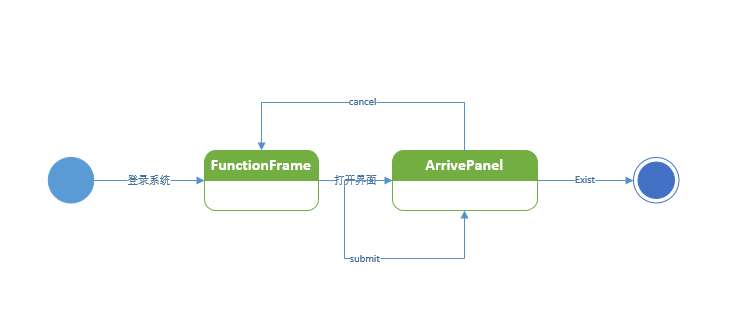 cancel
FunctionFrame
ArrivePanel
登录系统
打开界面
Exist
submit